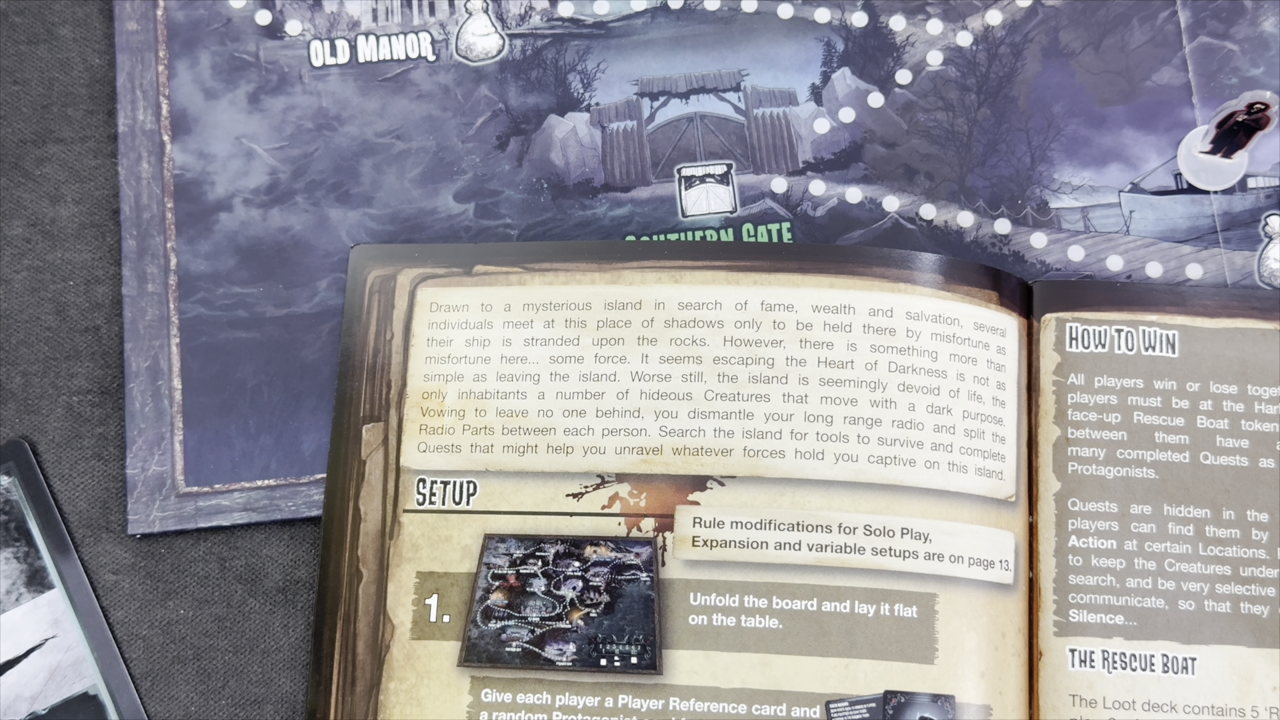 OLD MANOR
SOUTHERN GATE
Drawn to a mysterious island in search of fame, wealth and salvation, several
individuals meet at this place of shadows only to be held there by misfortune as
their ship is stranded upon the rocks. However, there is something more than
misfortune here... some force. It seems escaping the Heart of Darkness is not as
simple as leaving the island. Worse still, the island is seemingly devoid of life, the
only inhabitants a number of hideous Creatures that move with a dark purpose.
Vowing to leave no one behind, you dismantle your long range radio and split the
Radio Parts between each person. Search the island for tools to survive and complete
Quests that might help you unravel whatever forces hold you captive on this island.
SETUP
Rule modifications for Solo Play,
Expansion and variable setups are on page 13.
1.
Unfold the board and lay it flat
on the table.
Give each player a Player Reference card and
a random
HOW TO WIN
All players win or lose
players must be at the
face-up Rescue Boat
between them have
many completed Quests as
Protagonists.
Quests are hidden in the
players can find them by
Action at certain Locations.
to keep the Creatures
search, and be very selective
communicate, so that they
Silence...
THE RESCUE BOAT
The Loot deck contains 5